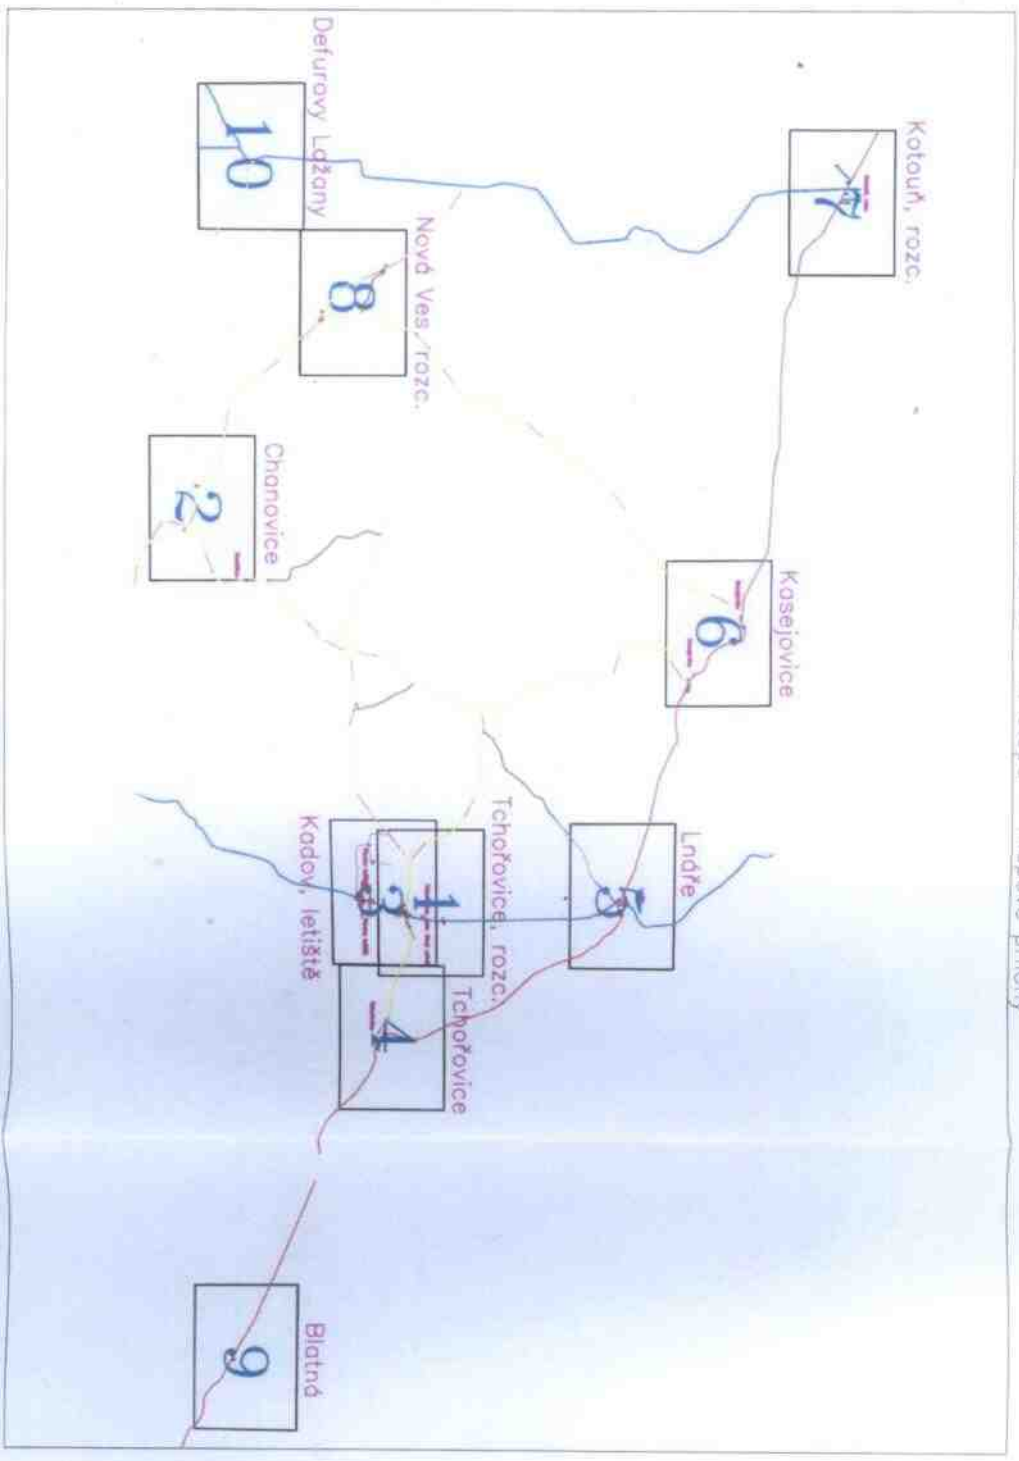 Kotouň, rozc.
7
Kasejovice
6
Lnáře
5
Tchořovice, rozc.
1
Kadov, letiště
3
Tchořovice
4
Nová Ves, rozc.
8
Defurovy Lažany
10
Chanovice
2
Blatná
9
přílohy